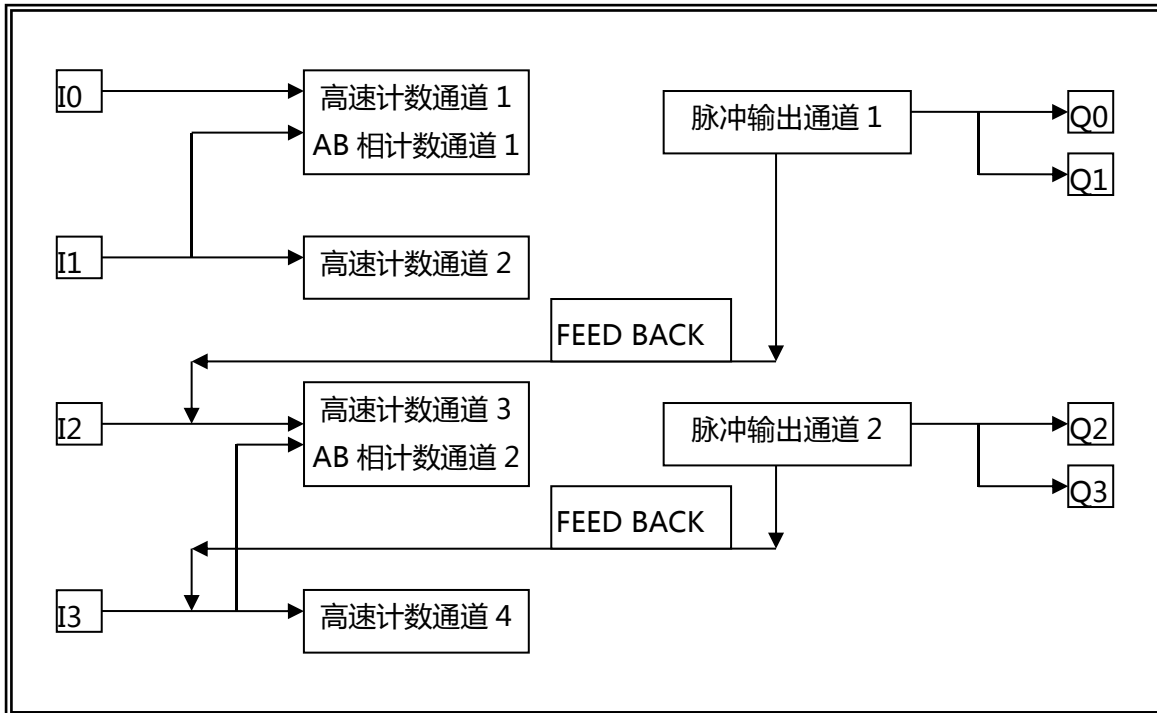 I0
高速计数通道 1
AB 相计数通道 1
脉冲输出通道 1
Q0
Q1
I1
高速计数通道 2
FEED BACK
I2
高速计数通道 3
AB 相计数通道 2
脉冲输出通道 2
Q2
Q3
FEED BACK
I3
高速计数通道 4